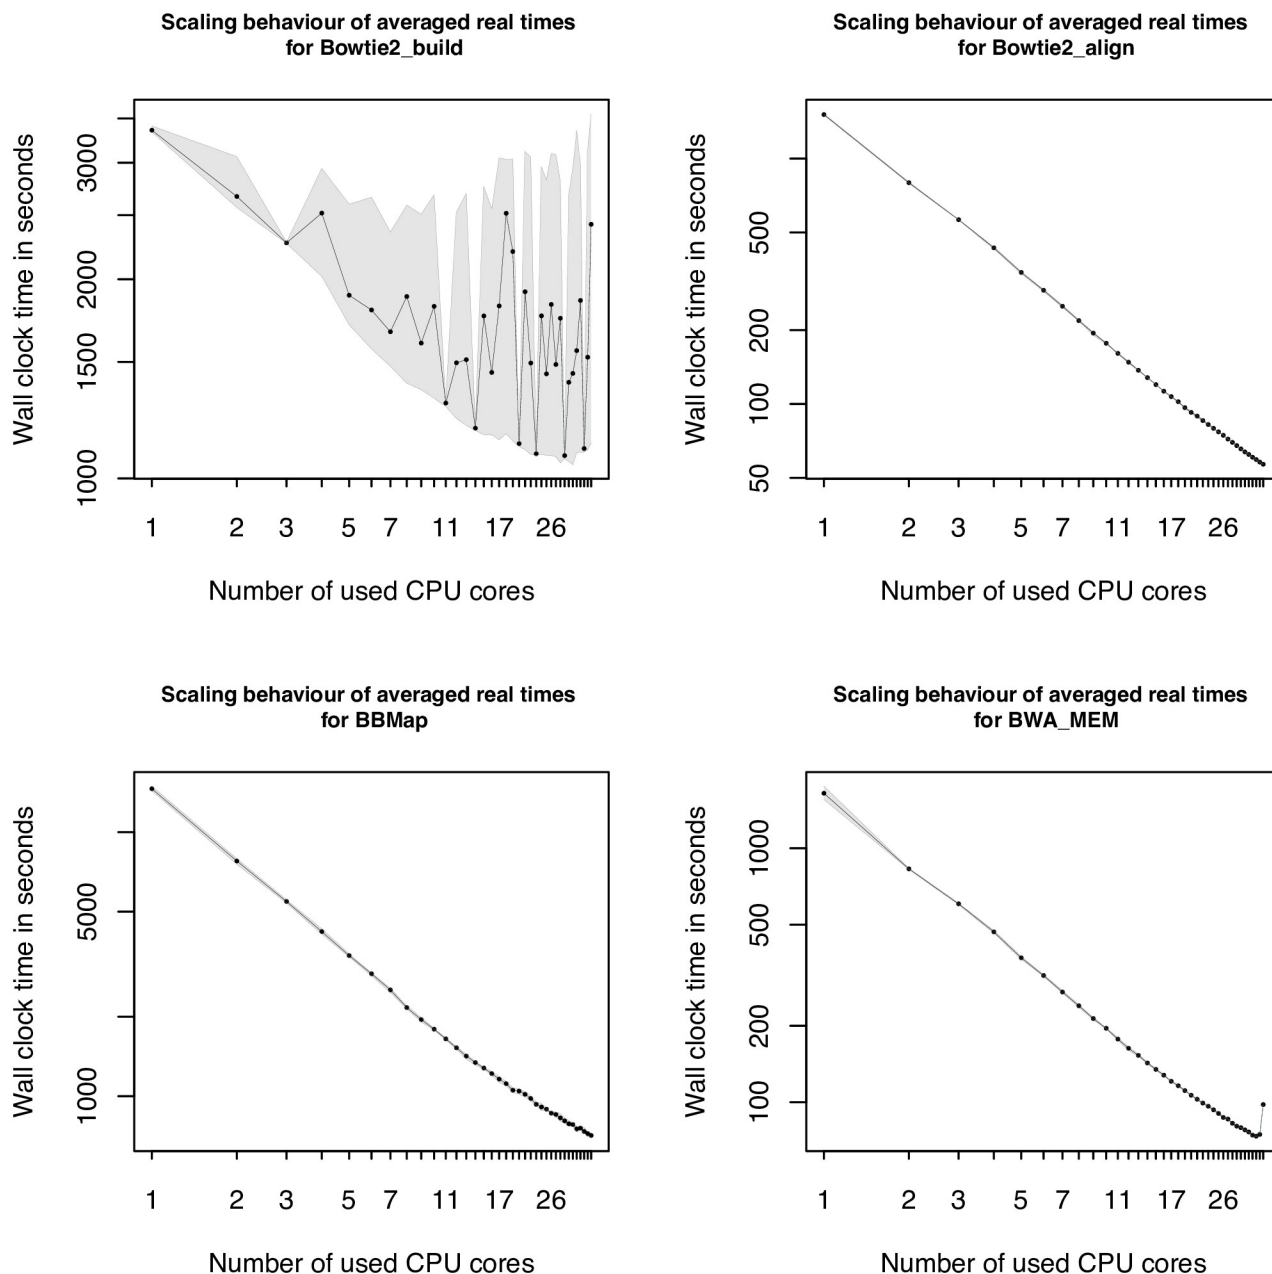 Scaling behaviour of averaged real times
for Bowtie2_build
Wall clock time in seconds
3000
2000
1500
1000
1 2 3 5 7 11 17 26
Number of used CPU cores
Scaling behaviour of averaged real times
for Bowtie2_align
Wall clock time in seconds
500
200
100
50
1 2 3 5 7 11 17 26
Number of used CPU cores
Scaling behaviour of averaged real times
for BBMap
Wall clock time in seconds
5000
1000
1 2 3 5 7 11 17 26
Number of used CPU cores
Scaling behaviour of averaged real times
for BWA_MEM
Wall clock time in seconds
1000
500
200
100
1 2 3 5 7 11 17 26
Number of used CPU cores